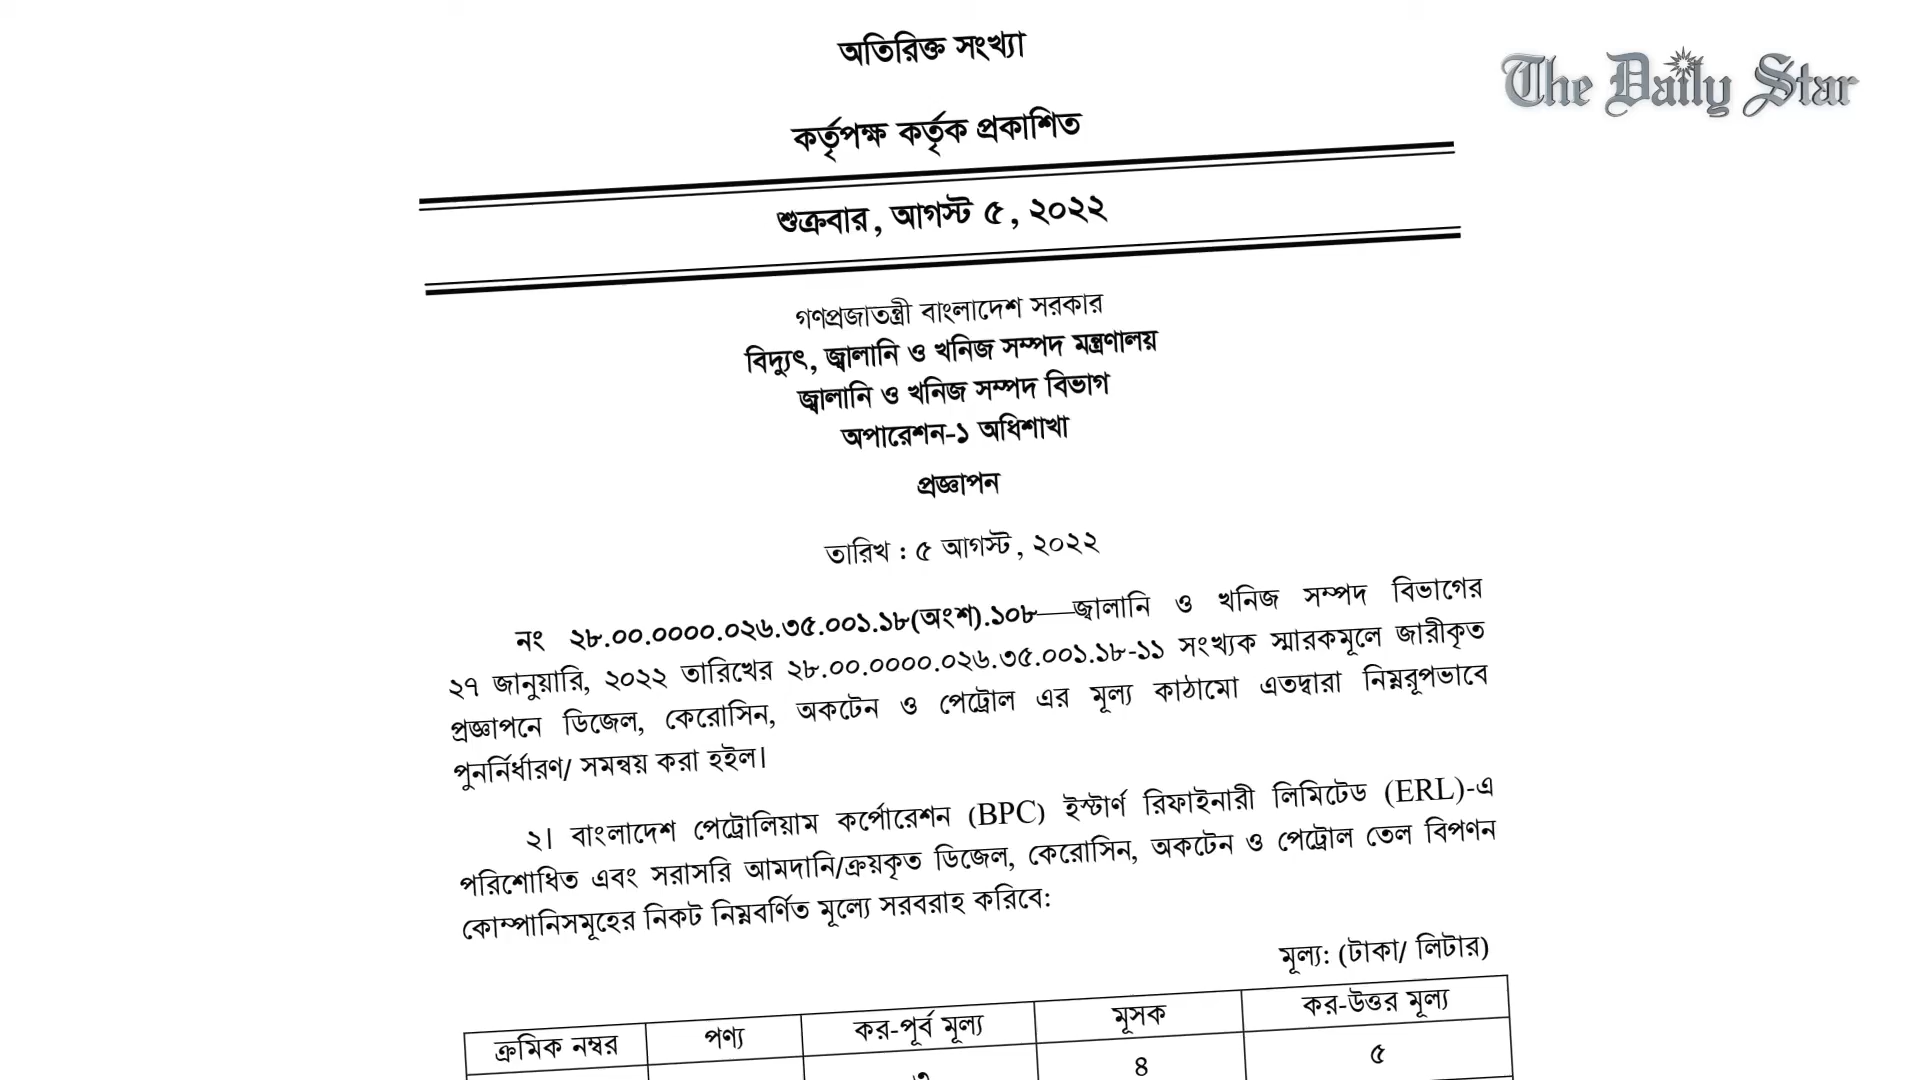 অতিরিক্ত সংখ্যা
The Daily Star
কর্তৃপক্ষ কর্তৃক প্রকাশিত
শুক্রবার, আগস্ট ৫, ২০২২
গণপ্রজাতন্ত্রী বাংলাদেশ সরকার
বিদ্যুৎ, জ্বালানি ও খনিজ সম্পদ মন্ত্রণালয়
জ্বালানি ও খনিজ সম্পদ বিভাগ
অপারেশন-১ অধিশাখা
প্রজ্ঞাপন
তারিখ : ৫ আগস্ট, ২০২২
নং ২৮.০০.০০০০.০২৬.৩৫.০০১.১৮(অংশ).১০৮—জ্বালানি ও খনিজ সম্পদ বিভাগের
২৭ জানুয়ারি, ২০২২ তারিখের ২৮.০০.০০০০.০২৬.৩৫.০০১.১৮-১১ সংখ্যক স্মারকমূলে জারীকৃত
প্রজ্ঞাপনে ডিজেল, কেরোসিন, অকটেন ও পেট্রোল এর মূল্য কাঠামো এতদ্বারা নিম্নরূপভাবে
পুনর্নির্ধারণ/ সমন্বয় করা হইল।
২। বাংলাদেশ পেট্রোলিয়াম কর্পোরেশন (BPC) ইস্টার্ণ রিফাইনারী লিমিটেড (ERL)-এ
পরিশোধিত এবং সরাসরি আমদানি/ক্রয়কৃত ডিজেল, কেরোসিন, অকটেন ও পেট্রোল তেল বিপণন
কোম্পানিসমূহের নিকট নিম্নবর্ণিত মূল্যে সরবরাহ করিবে:
মূল্য: (টাকা/ লিটার)
ক্রমিক নম্বর পণ্য কর-পূর্ব মূল্য মূসক কর-উত্তর মূল্য
৪ ৫